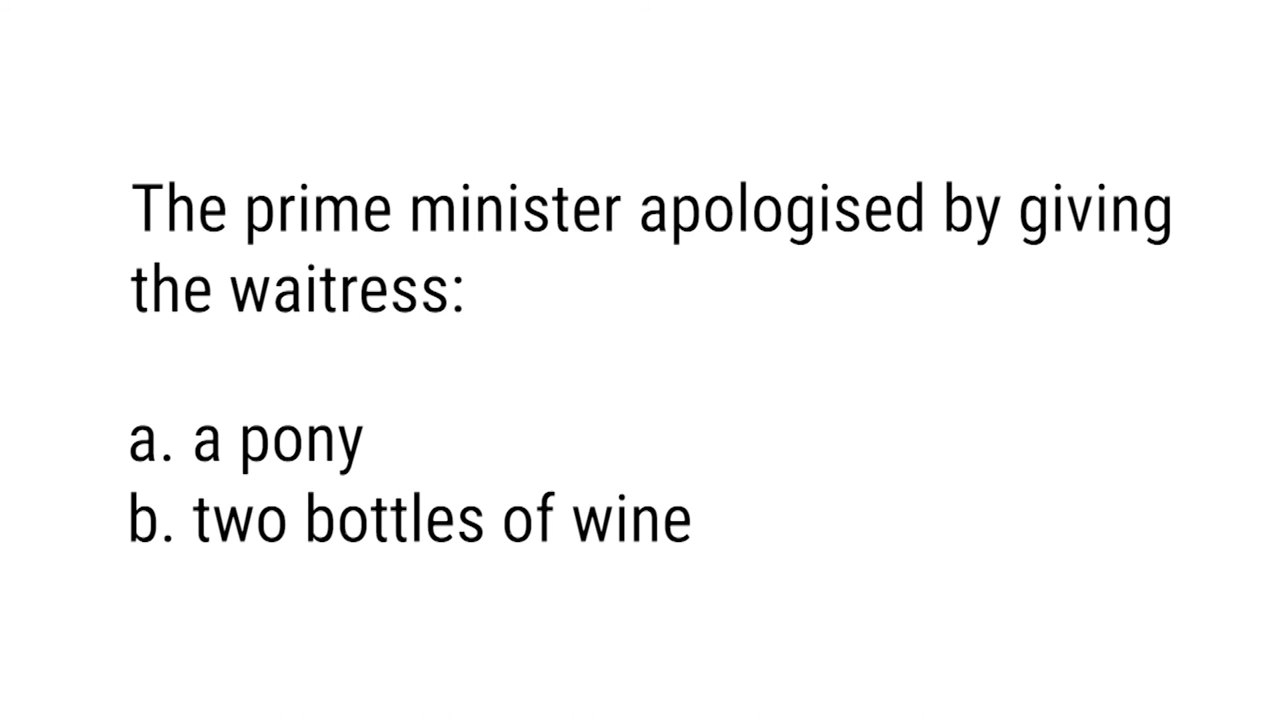 The prime minister apologised by giving
the waitress:
a. a pony
b. two bottles of wine